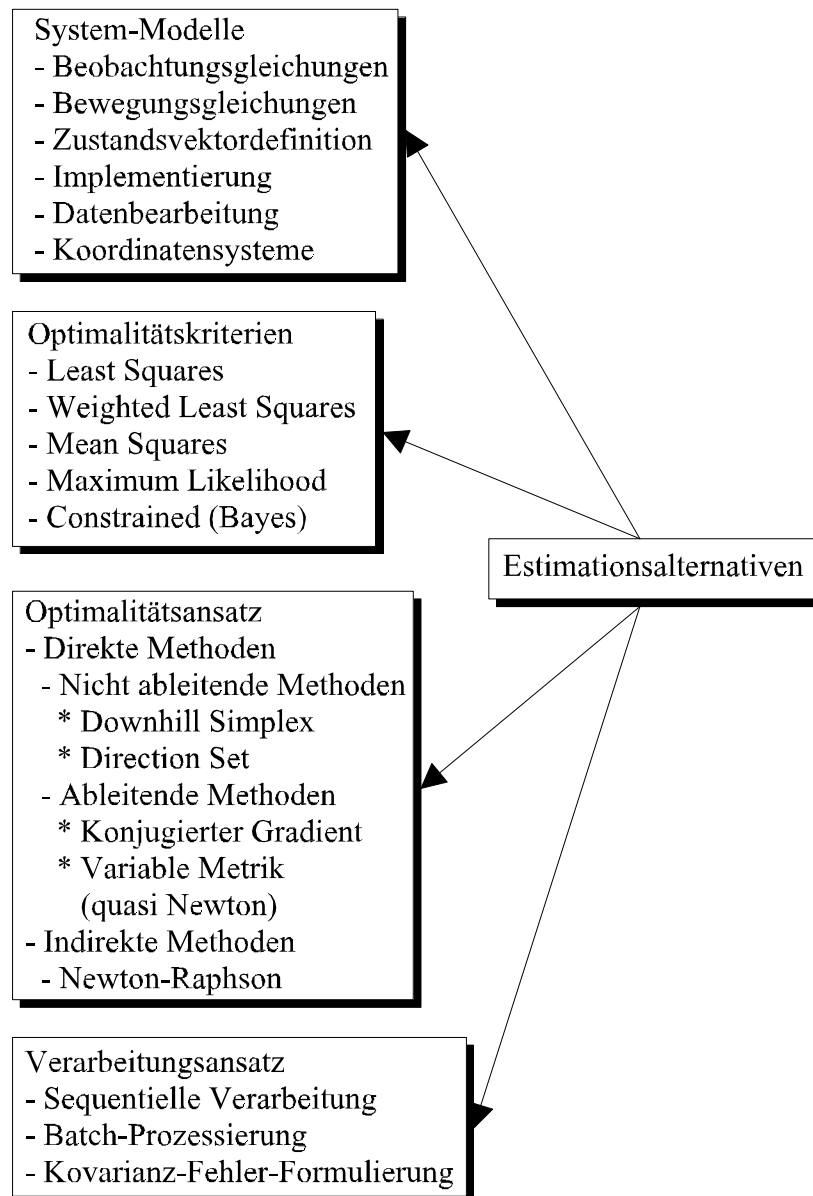 System-Modelle
- Beobachtungsgleichungen
- Bewegungsgleichungen
- Zustandsvektordefinition
- Implementierung
- Datenbearbeitung
- Koordinatensysteme
Optimalitätskriterien
- Least Squares
- Weighted Least Squares
- Mean Squares
- Maximum Likelihood
- Constrained (Bayes)
Estimationsalternativen
Optimalitätsansatz
- Direkte Methoden
- Nicht ableitende Methoden
* Downhill Simplex
* Direction Set
- Ableitende Methoden
* Konjugierter Gradient
* Variable Metrik
(quasi Newton)
- Indirekte Methoden
- Newton-Raphson
Verarbeitungsansatz
- Sequentielle Verarbeitung
- Batch-Prozessierung
- Kovarianz-Fehler-Formulierung